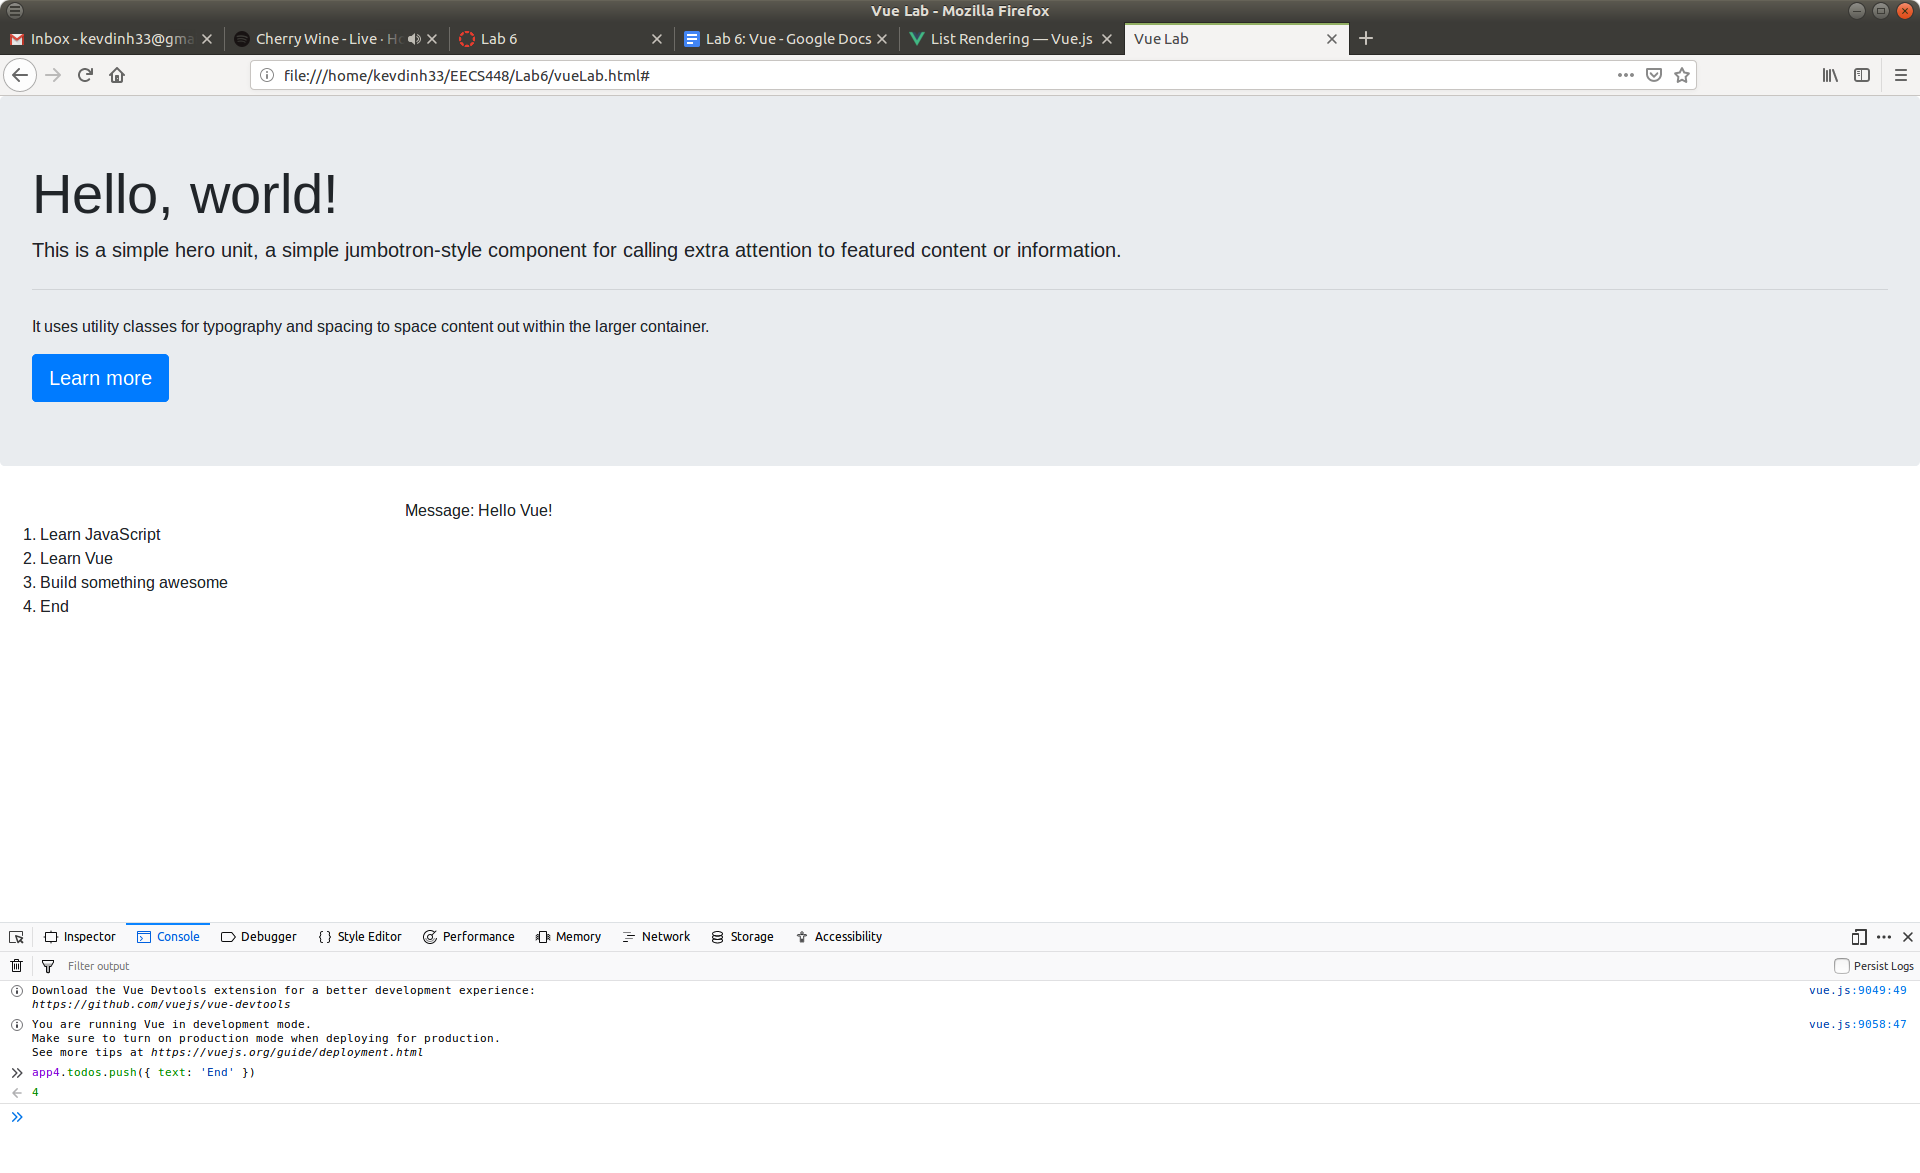 Vue Lab - Mozilla Firefox
Inbox - kevdinh33@gma
Cherry Wine - Live · Ho
Lab 6
Lab 6: Vue - Google Docs
List Rendering — Vue.js
Vue Lab
file:///home/kevdinh33/EECS448/Lab6/vueLab.html#
Hello, world!
This is a simple hero unit, a simple jumbotron-style component for calling extra attention to featured content or information.
It uses utility classes for typography and spacing to space content out within the larger container.
Learn more
Message: Hello Vue!
1. Learn JavaScript
2. Learn Vue
3. Build something awesome
4. End
Inspector Console Debugger Style Editor Performance Memory Network Storage Accessibility
Filter output
Persist Logs
Download the Vue Devtools extension for a better development experience: vue.js:9049:49
https://github.com/vuejs/vue-devtools
You are running Vue in development mode. vue.js:9058:47
Make sure to turn on production mode when deploying for production.
See more tips at https://vuejs.org/guide/deployment.html
app4.todos.push({ text: 'End' })
4